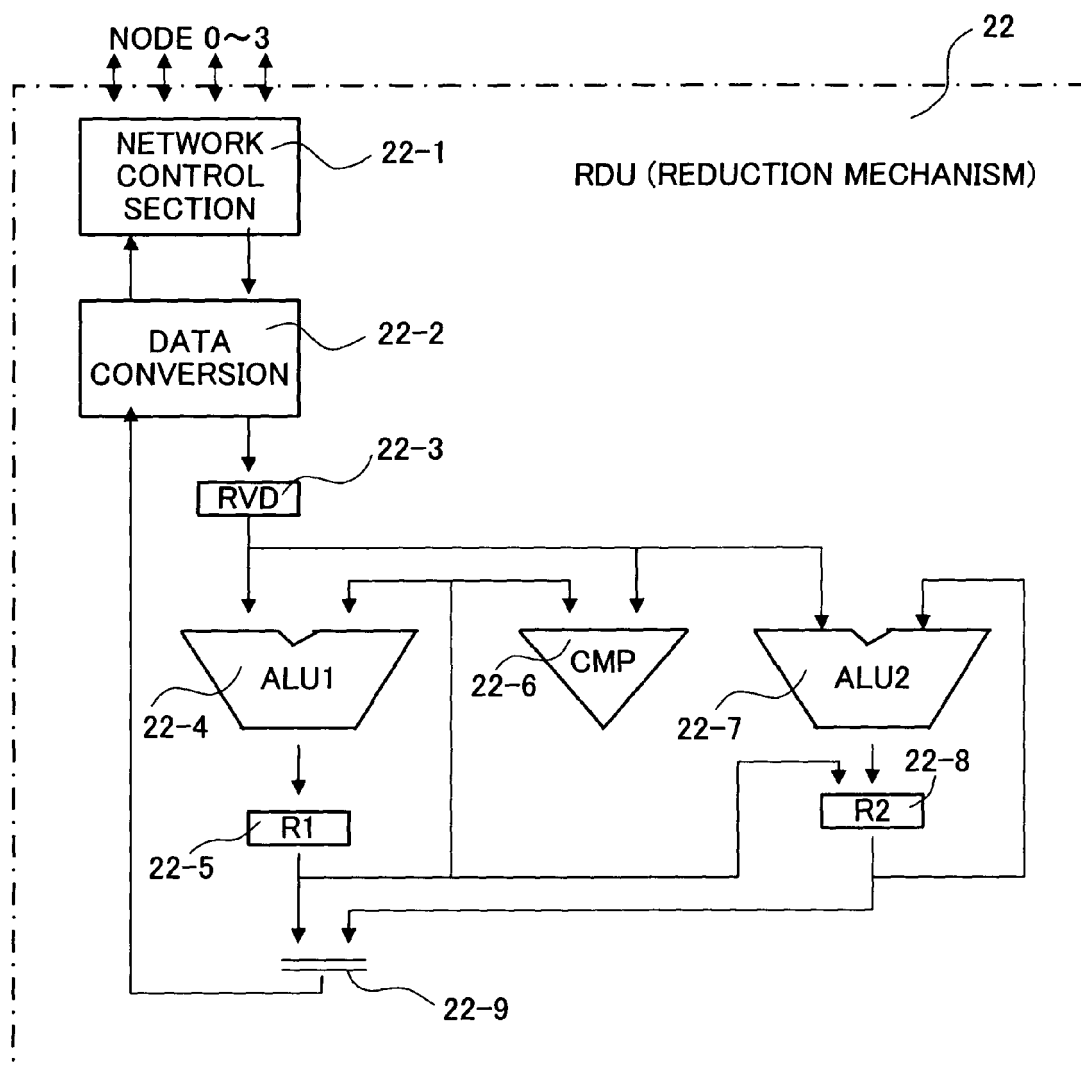 NODE 0～3
22
NETWORK
CONTROL
SECTION
22-1
RDU (REDUCTION MECHANISM)
DATA
CONVERSION
22-2
22-3
RVD
ALU1
22-4
CMP
22-6
ALU2
22-7
22-8
R1
22-5
R2
22-9